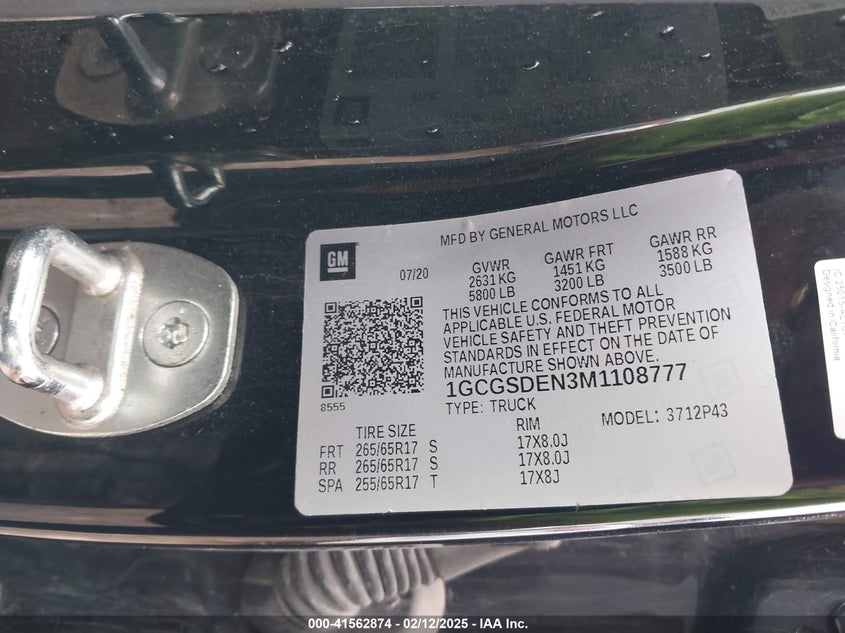 MFD BY GENERAL MOTORS LLC
GM
07/20
GVWR GAWR FRT GAWR RR
2631 KG 1451 KG 1588 KG
5800 LB 3200 LB 3500 LB
THIS VEHICLE CONFORMS TO ALL
APPLICABLE U.S. FEDERAL MOTOR
VEHICLE SAFETY AND THEFT PREVENTION
STANDARDS IN EFFECT ON THE DATE OF
MANUFACTURE SHOWN ABOVE.
1GCGSDEN3M1108777
8555
TYPE: TRUCK MODEL: 3712P43
TIRE SIZE RIM
FRT 265/65R17 S 17X8.0J
RR 265/65R17 S 17X8.0J
SPA 255/65R17 T 17X8J
Designed in California
000-41562874 - 02/12/2025 - IAA Inc.